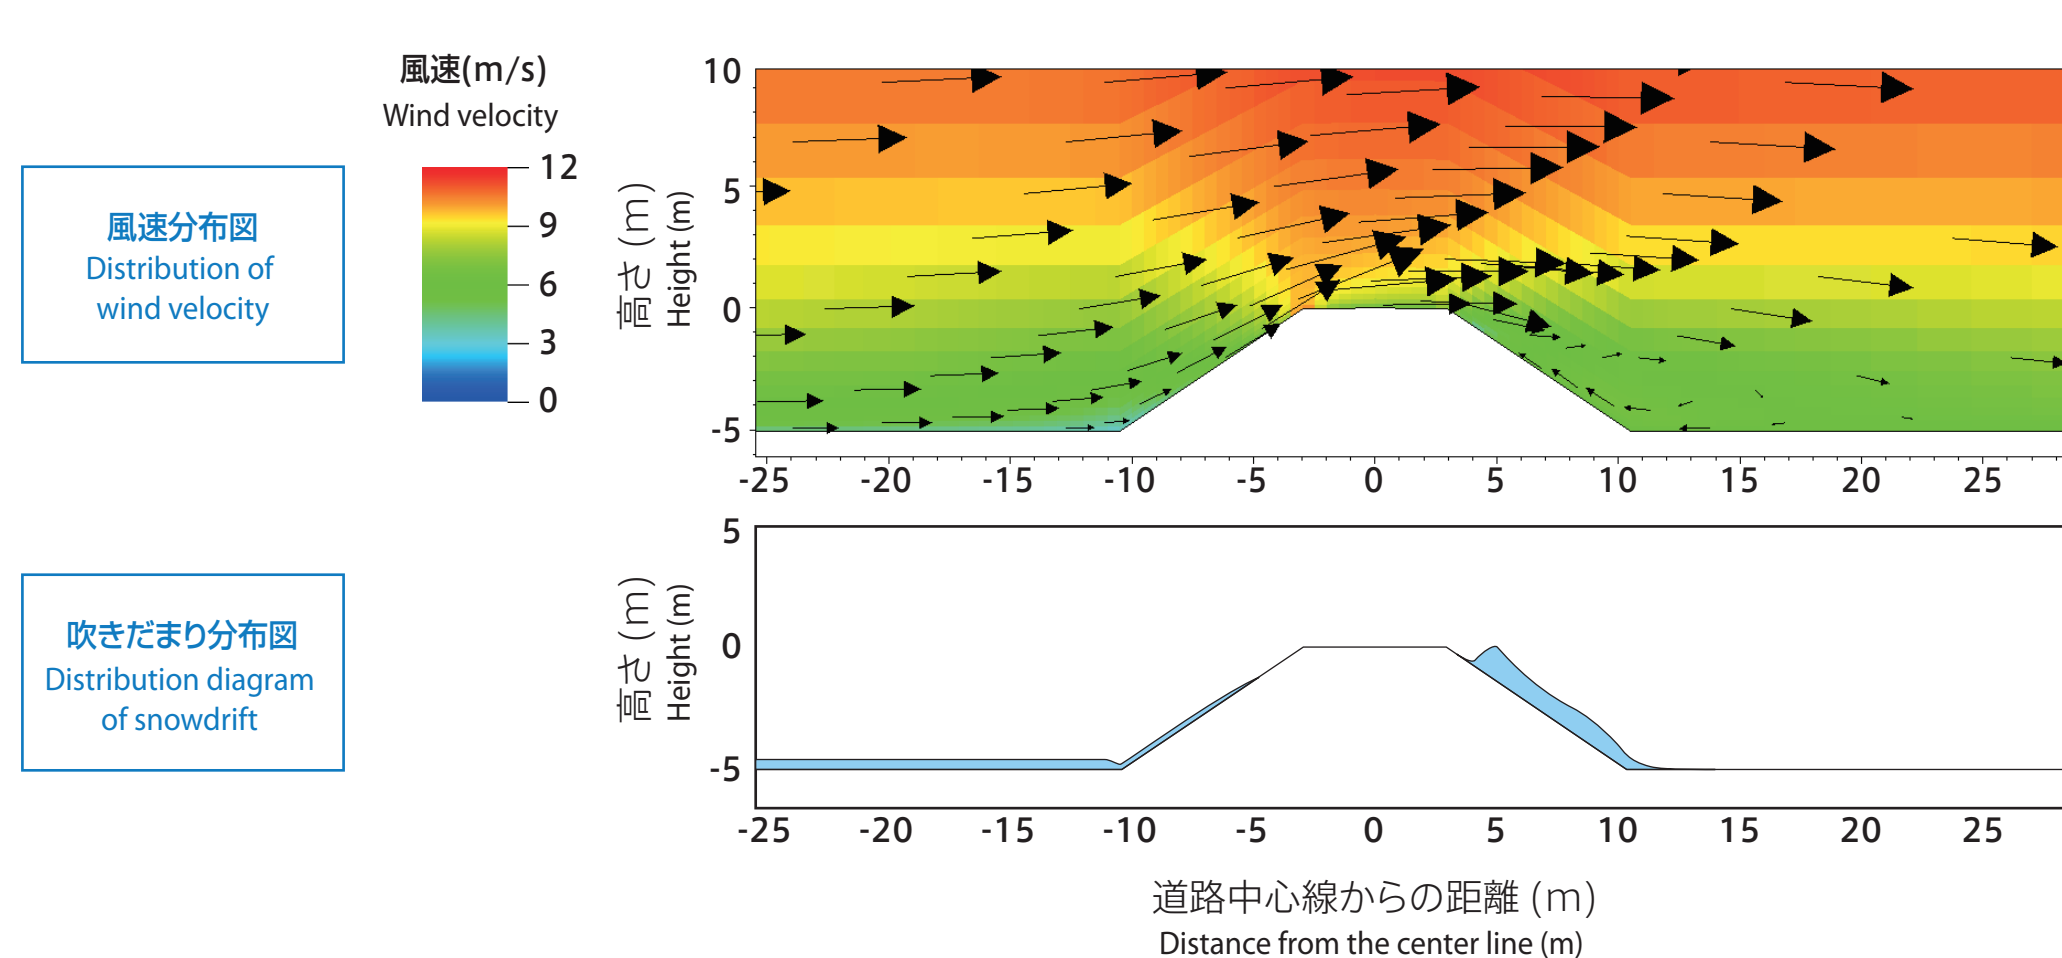 風速(m/s)
Wind velocity
12
9
6
3
0
風速分布図
Distribution of
wind velocity
高さ (m)
Height (m)
10
5
0
-5
-25 -20 -15 -10 -5 0 5 10 15 20 25
吹きだまり分布図
Distribution diagram
of snowdrift
高さ (m)
Height (m)
5
0
-5
-25 -20 -15 -10 -5 0 5 10 15 20 25
道路中心線からの距離 (m)
Distance from the center line (m)